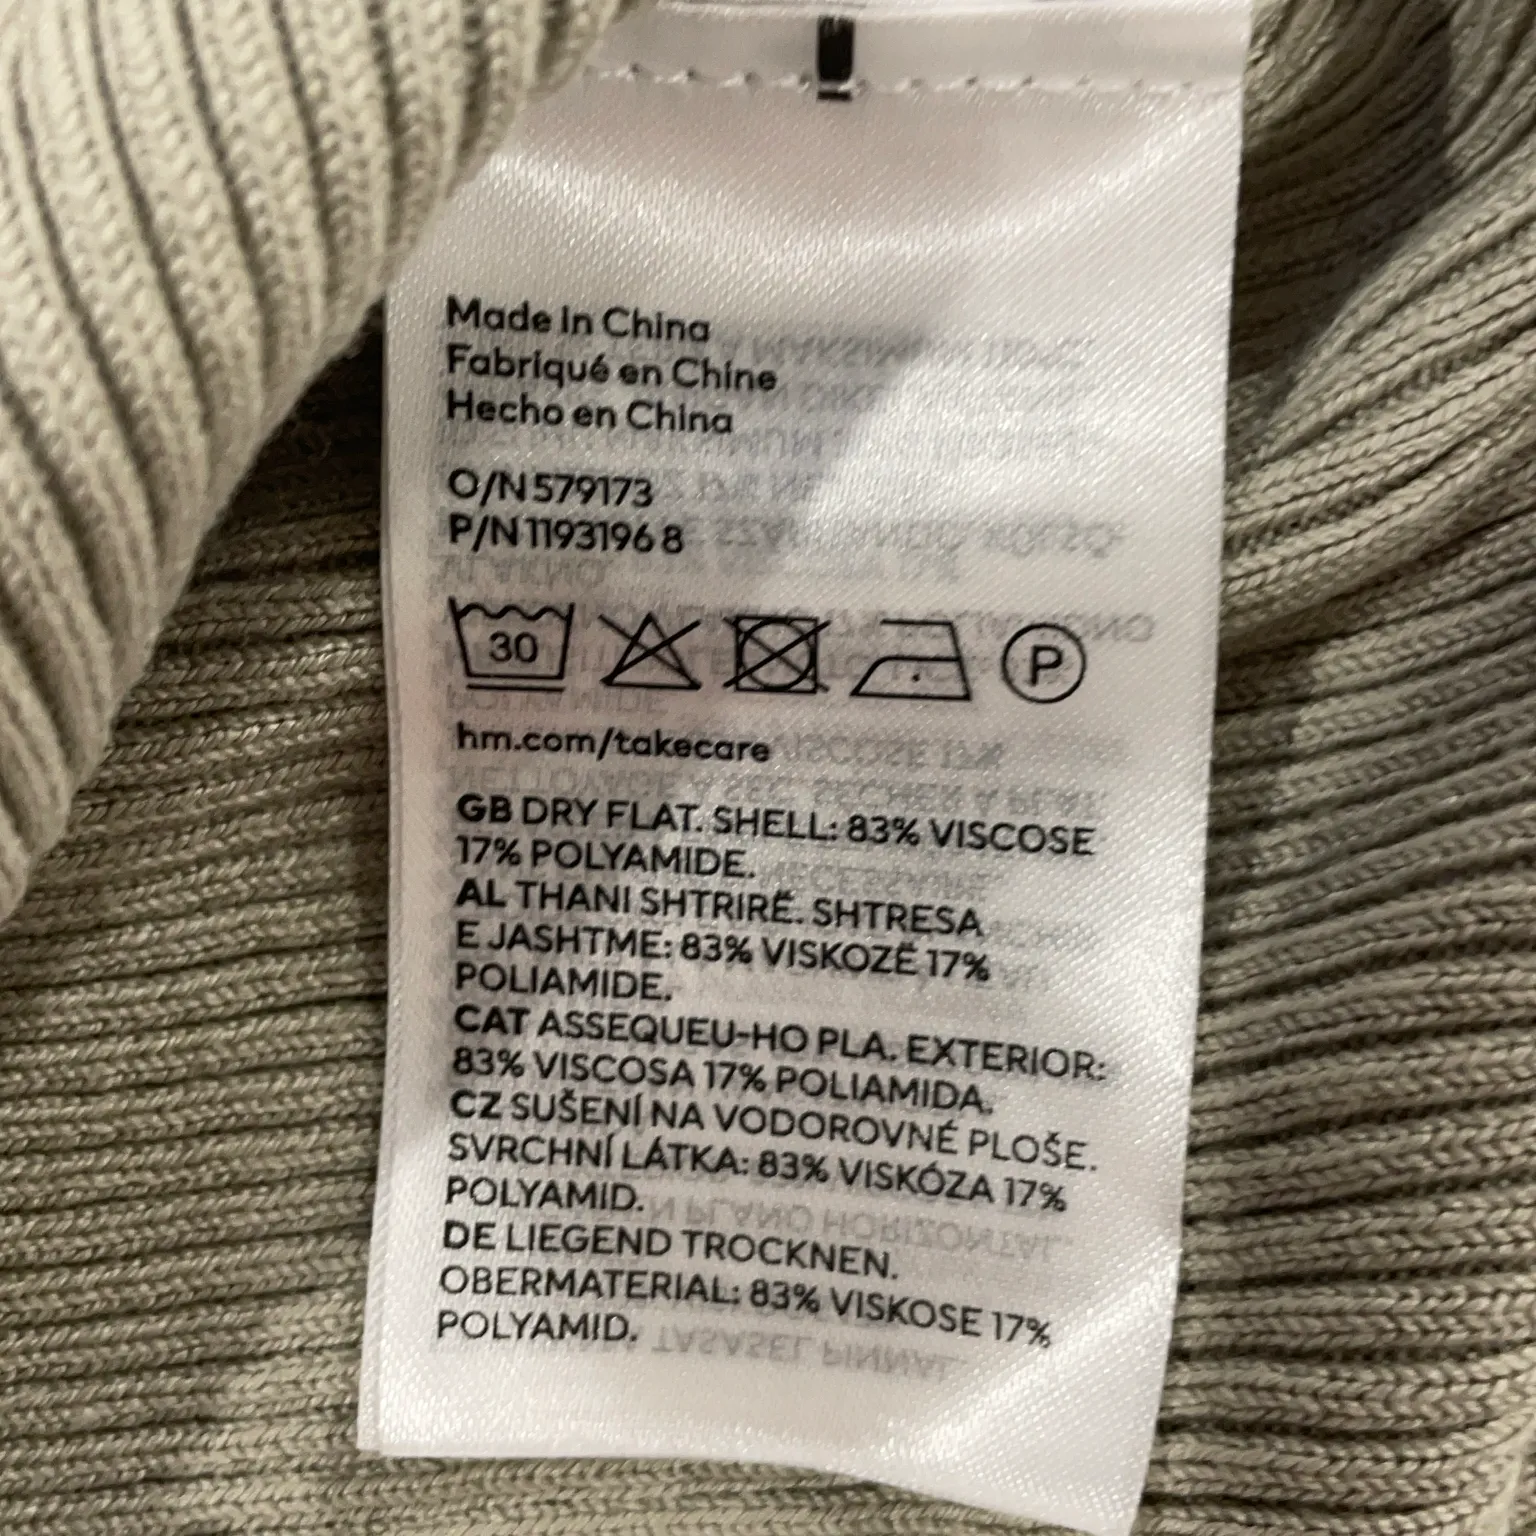 Made in China
Fabriqué en Chine
Hecho en China
O/N 579173
P/N 1193196 8
30
P
hm.com/takecare
GB DRY FLAT. SHELL: 83% VISCOSE
17% POLYAMIDE.
AL THANI SHTRIRË. SHTRESA
E JASHTME: 83% VISKOZË 17%
POLIAMIDE.
CAT ASSEQUEU-HO PLA. EXTERIOR:
83% VISCOSA 17% POLIAMIDA.
CZ SUŠENÍ NA VODOROVNÉ PLOŠE.
SVRCHNÍ LÁTKA: 83% VISKÓZA 17%
POLYAMID.
DE LIEGEND TROCKNEN.
OBERMATERIAL: 83% VISKOSE 17%
POLYAMID.